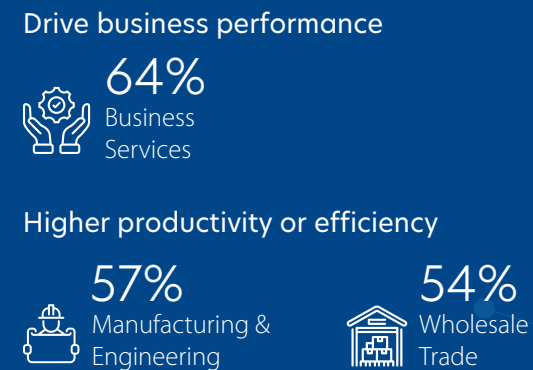 Drive business performance
64%
Business
Services
Higher productivity or efficiency
57%
Manufacturing &
Engineering
54%
Wholesale
Trade